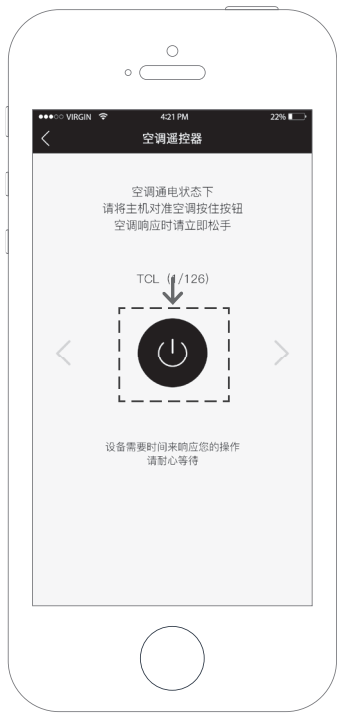 ●●●○○ VIRGIN 4:21 PM 22%
空调遥控器
空调通电状态下
请将主机对准空调按住按钮
空调响应时请立即松手
TCL (1/126)
设备需要时间来响应您的操作
请耐心等待